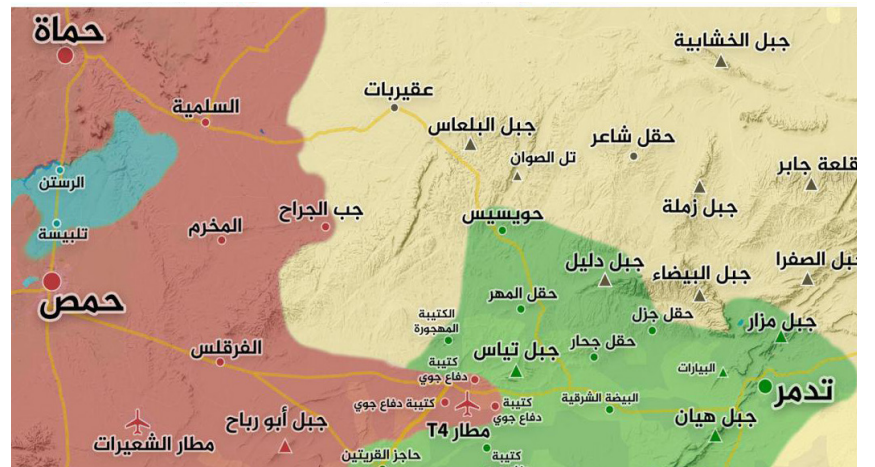 حماة
جبل الخشابية
عقيربات
السلمية
جبل البلعاس
حقل شاعر
تل الصوان
قلعة جابر
الرستن
جبل زملة
جب الجراح
حويسيس
تلبيسة
المخرم
جبل دليل
جبل الصفرا
جبل البيضاء
حمص
حقل المهر
الكتيبة
المهجورة
حقل جزل
جبل مزار
حقل جحار
جبل تياس
الفرقلس
كتيبة
دفاع جوي
البيارات
تدمر
البيضة الشرقية
كتيبة دفاع جوي
كتيبة
دفاع جوي
جبل هيان
جبل أبو رباح
مطار T4
مطار الشعيرات
حاجز القريتين
كتيبة